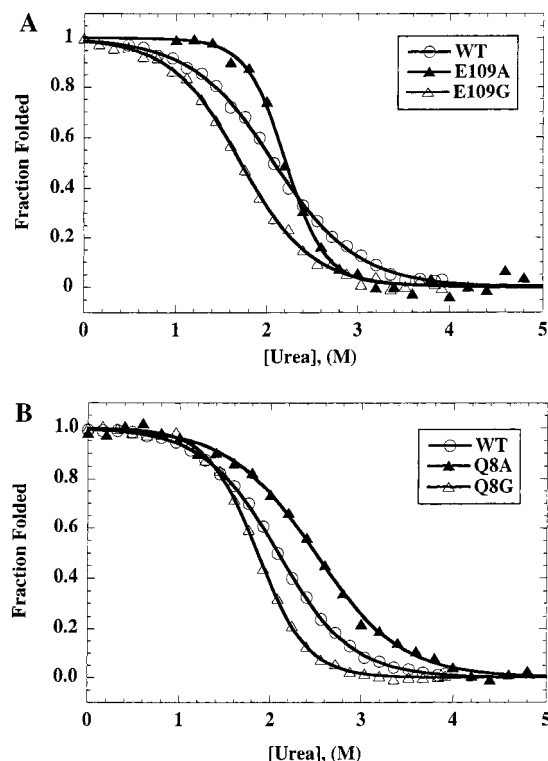 A
WT
E109A
E109G
Fraction Folded
1
0.8
0.6
0.4
0.2
0
0 1 2 3 4 5
[Urea], (M)
B
WT
Q8A
Q8G
Fraction Folded
1.0
0.8
0.6
0.4
0.2
0.0
0 1 2 3 4 5
[Urea], (M)